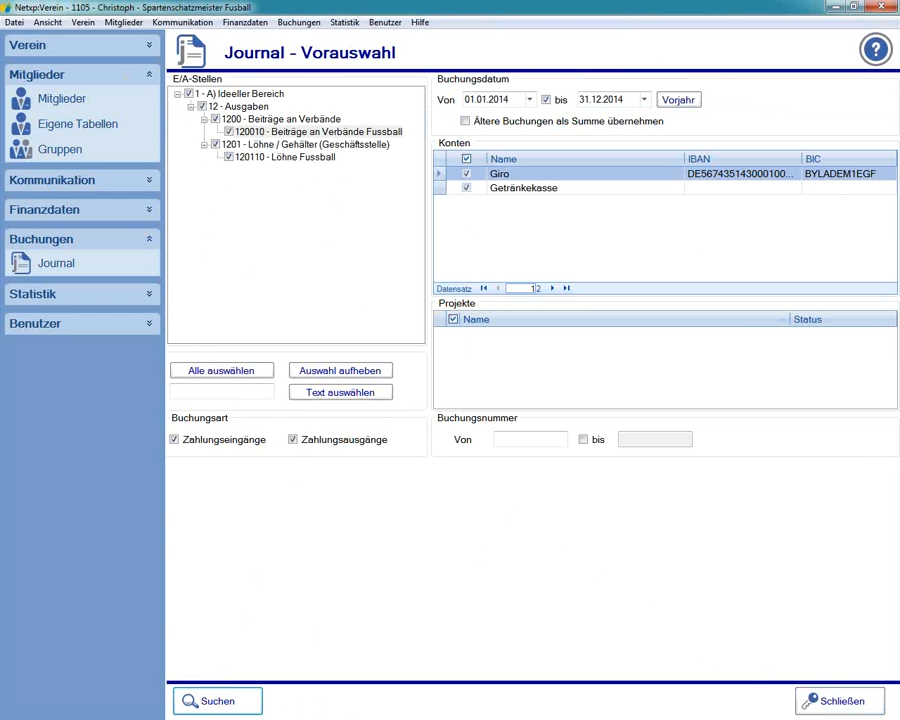 Netxp:Verein - 1105 - Christoph - Spartenschatzmeister Fusball
Datei Ansicht Verein Mitglieder Kommunikation Finanzdaten Buchungen Statistik Benutzer Hilfe
Verein
Mitglieder
Mitglieder
Eigene Tabellen
Gruppen
Kommunikation
Finanzdaten
Buchungen
Journal
Statistik
Benutzer
Journal - Vorauswahl
?
E/A-Stellen
1 - A) Ideeller Bereich
12 - Ausgaben
1200 - Beiträge an Verbände
120010 - Beiträge an Verbände Fussball
1201 - Löhne / Gehälter (Geschäftsstelle)
120110 - Löhne Fussball
Alle auswählen Auswahl aufheben
Text auswählen
Buchungsart
Zahlungseingänge Zahlungsausgänge
Buchungsdatum
Von 01.01.2014 bis 31.12.2014 Vorjahr
Ältere Buchungen als Summe übernehmen
Konten
Name IBAN BIC
Giro DE567435143000100... BYLADEM1EGF
Getränkekasse
Datensatz 1 2
Projekte
Name Status
Buchungsnummer
Von bis
Suchen Schließen